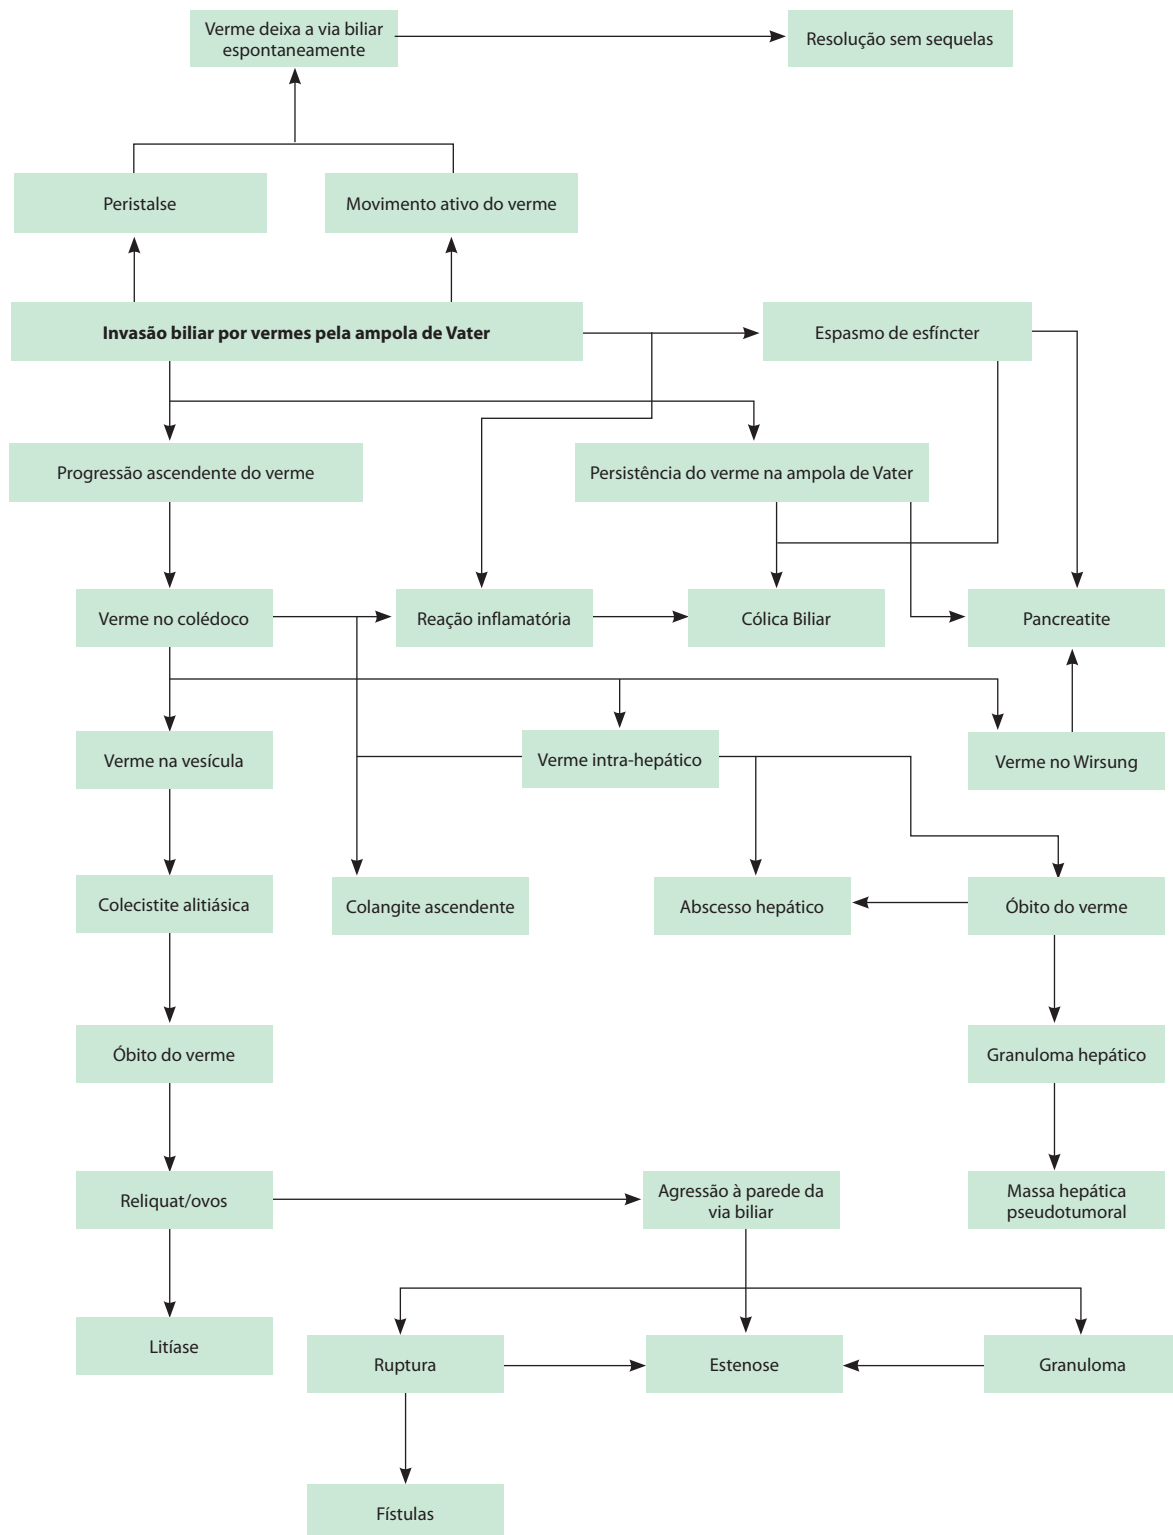 Verme deixa a via biliar
espontaneamente
Resolução sem sequelas
Peristalse
Movimento ativo do verme
Invasão biliar por vermes pela ampola de Vater
Espasmo de esfíncter
Progressão ascendente do verme
Persistência do verme na ampola de Vater
Verme no colédoco
Reação inflamatória
Cólica Biliar
Pancreatite
Verme na vesícula
Verme intra-hepático
Verme no Wirsung
Colecistite alitiásica
Colangite ascendente
Abscesso hepático
Óbito do verme
Óbito do verme
Granuloma hepático
Reliquat/ovos
Agressão à parede da
via biliar
Massa hepática
pseudotumoral
Litíase
Ruptura
Estenose
Granuloma
Fístulas